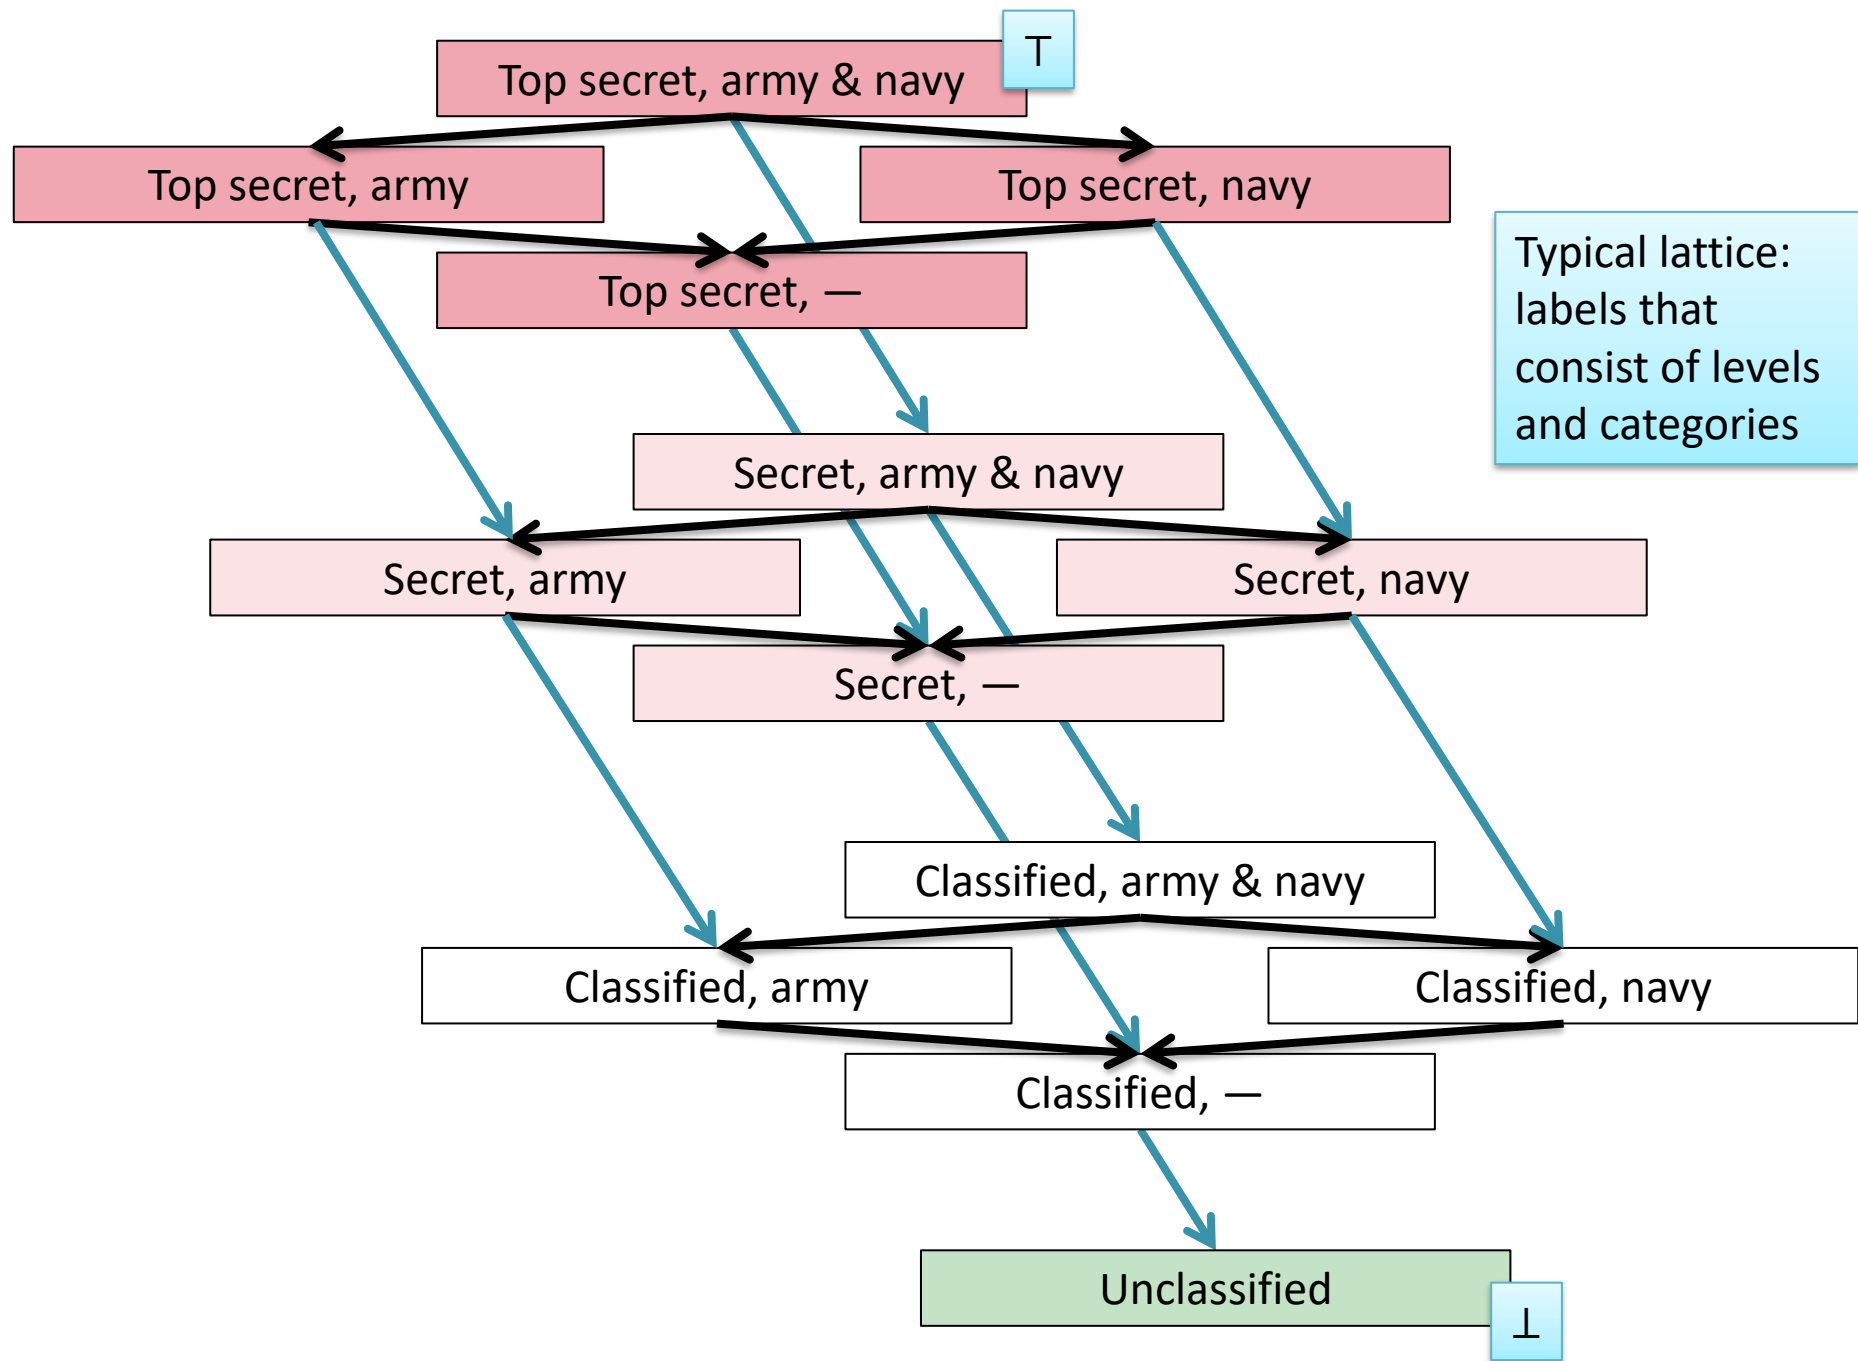 Top secret, army & navy
⊤
Top secret, army
Top secret, navy
Top secret, —
Typical lattice:
labels that
consist of levels
and categories
Secret, army & navy
Secret, army
Secret, navy
Secret, —
Classified, army & navy
Classified, army
Classified, navy
Classified, —
Unclassified
⊥